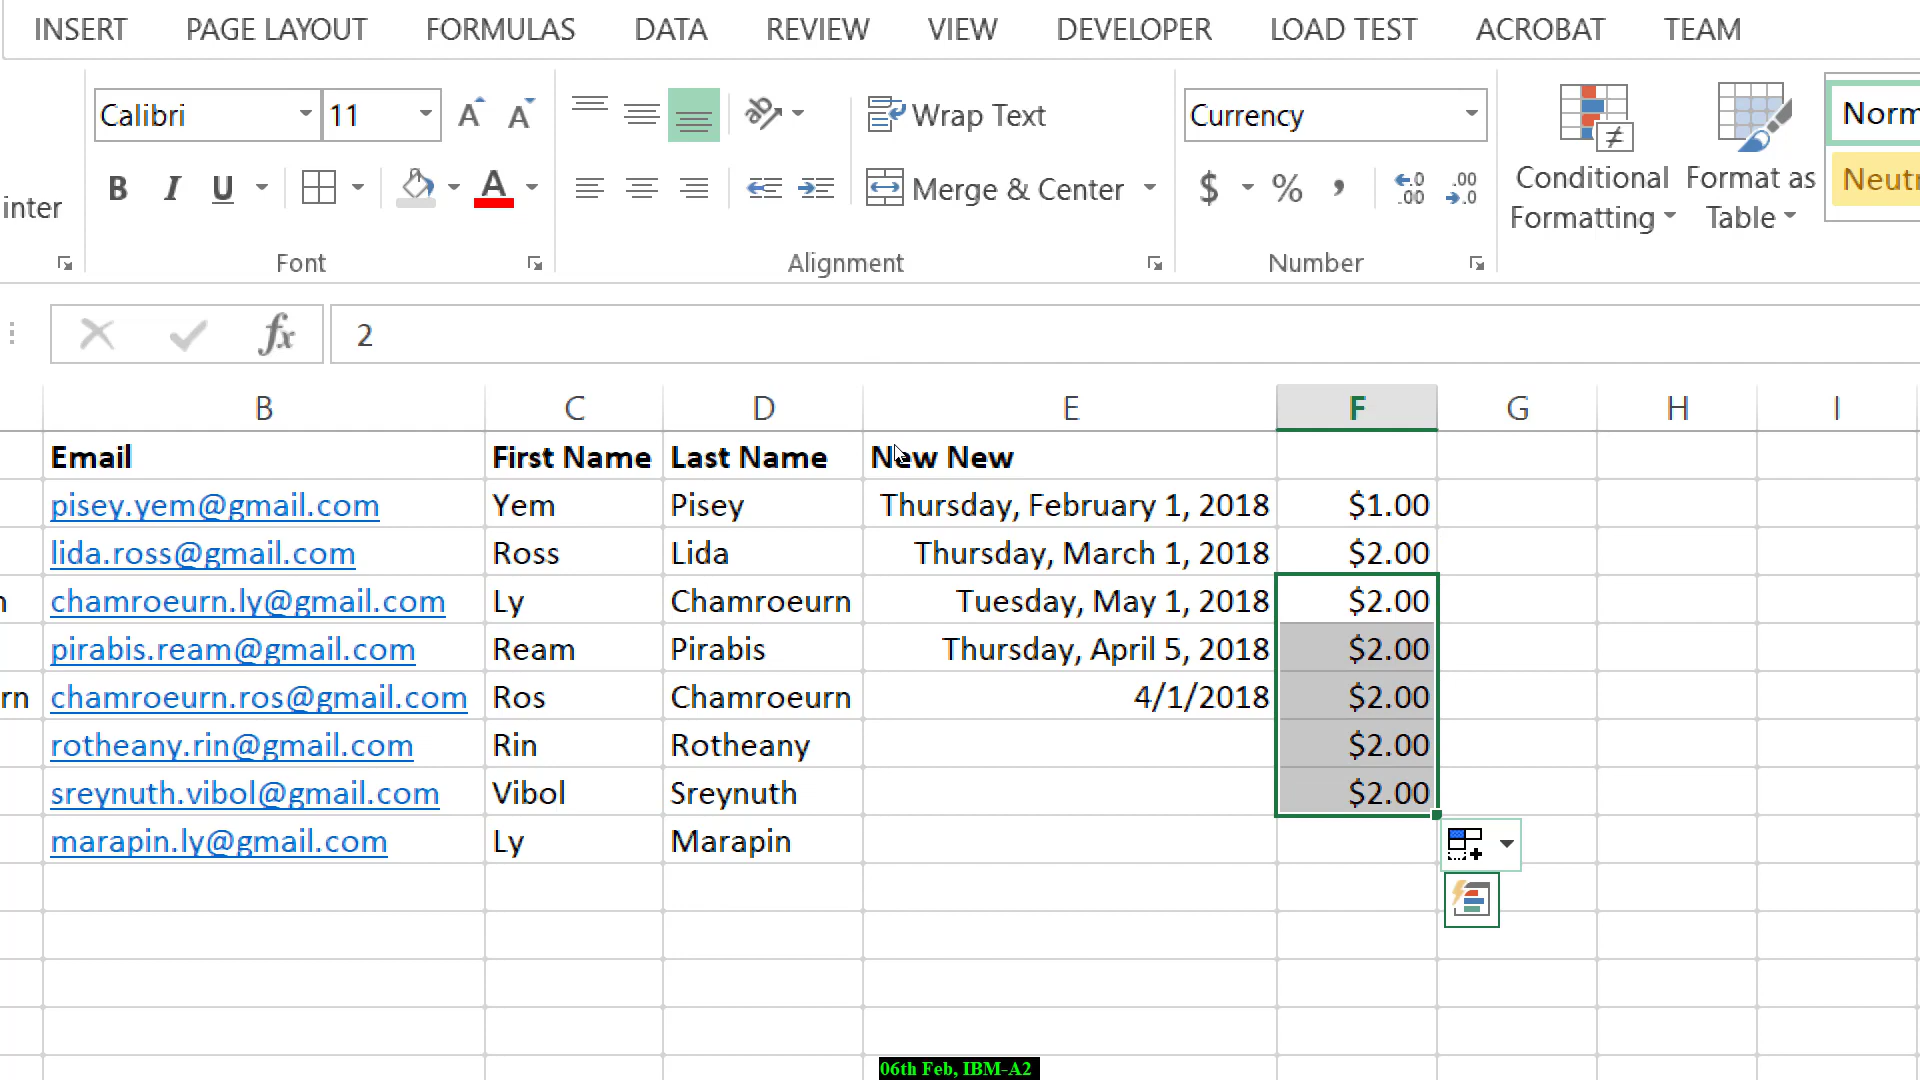 INSERT PAGE LAYOUT FORMULAS DATA REVIEW VIEW DEVELOPER LOAD TEST ACROBAT TEAM
Calibri 11 A A Wrap Text Currency Conditional Formatting Format as Table Norm
inter B I U A Merge & Center $ % , .0 .00 .00 .0 Neutr
Font Alignment Number
fx 2
B C D E F G H I
Email First Name Last Name New New
pisey.yem@gmail.com Yem Pisey Thursday, February 1, 2018 $1.00
lida.ross@gmail.com Ross Lida Thursday, March 1, 2018 $2.00
n chamroeurn.ly@gmail.com Ly Chamroeurn Tuesday, May 1, 2018 $2.00
pirabis.ream@gmail.com Ream Pirabis Thursday, April 5, 2018 $2.00
rn chamroeurn.ros@gmail.com Ros Chamroeurn 4/1/2018 $2.00
rotheany.rin@gmail.com Rin Rotheany $2.00
sreynuth.vibol@gmail.com Vibol Sreynuth $2.00
marapin.ly@gmail.com Ly Marapin
06th Feb, IBM-A2